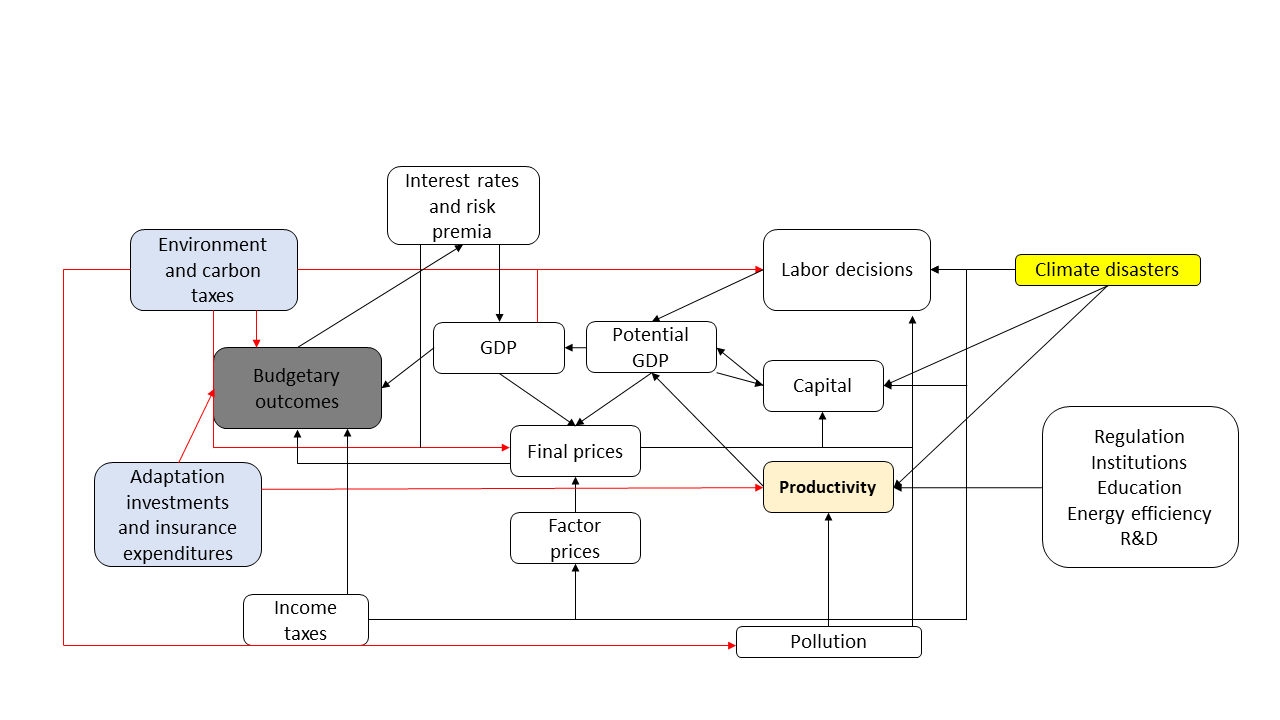 Interest rates
and risk
premia
Environment
and carbon
taxes
Labor decisions
Climate disasters
GDP
Potential
GDP
Budgetary
outcomes
Capital
Final prices
Regulation
Institutions
Education
Energy efficiency
R&D
Adaptation
investments
and insurance
expenditures
Productivity
Factor
prices
Income
taxes
Pollution